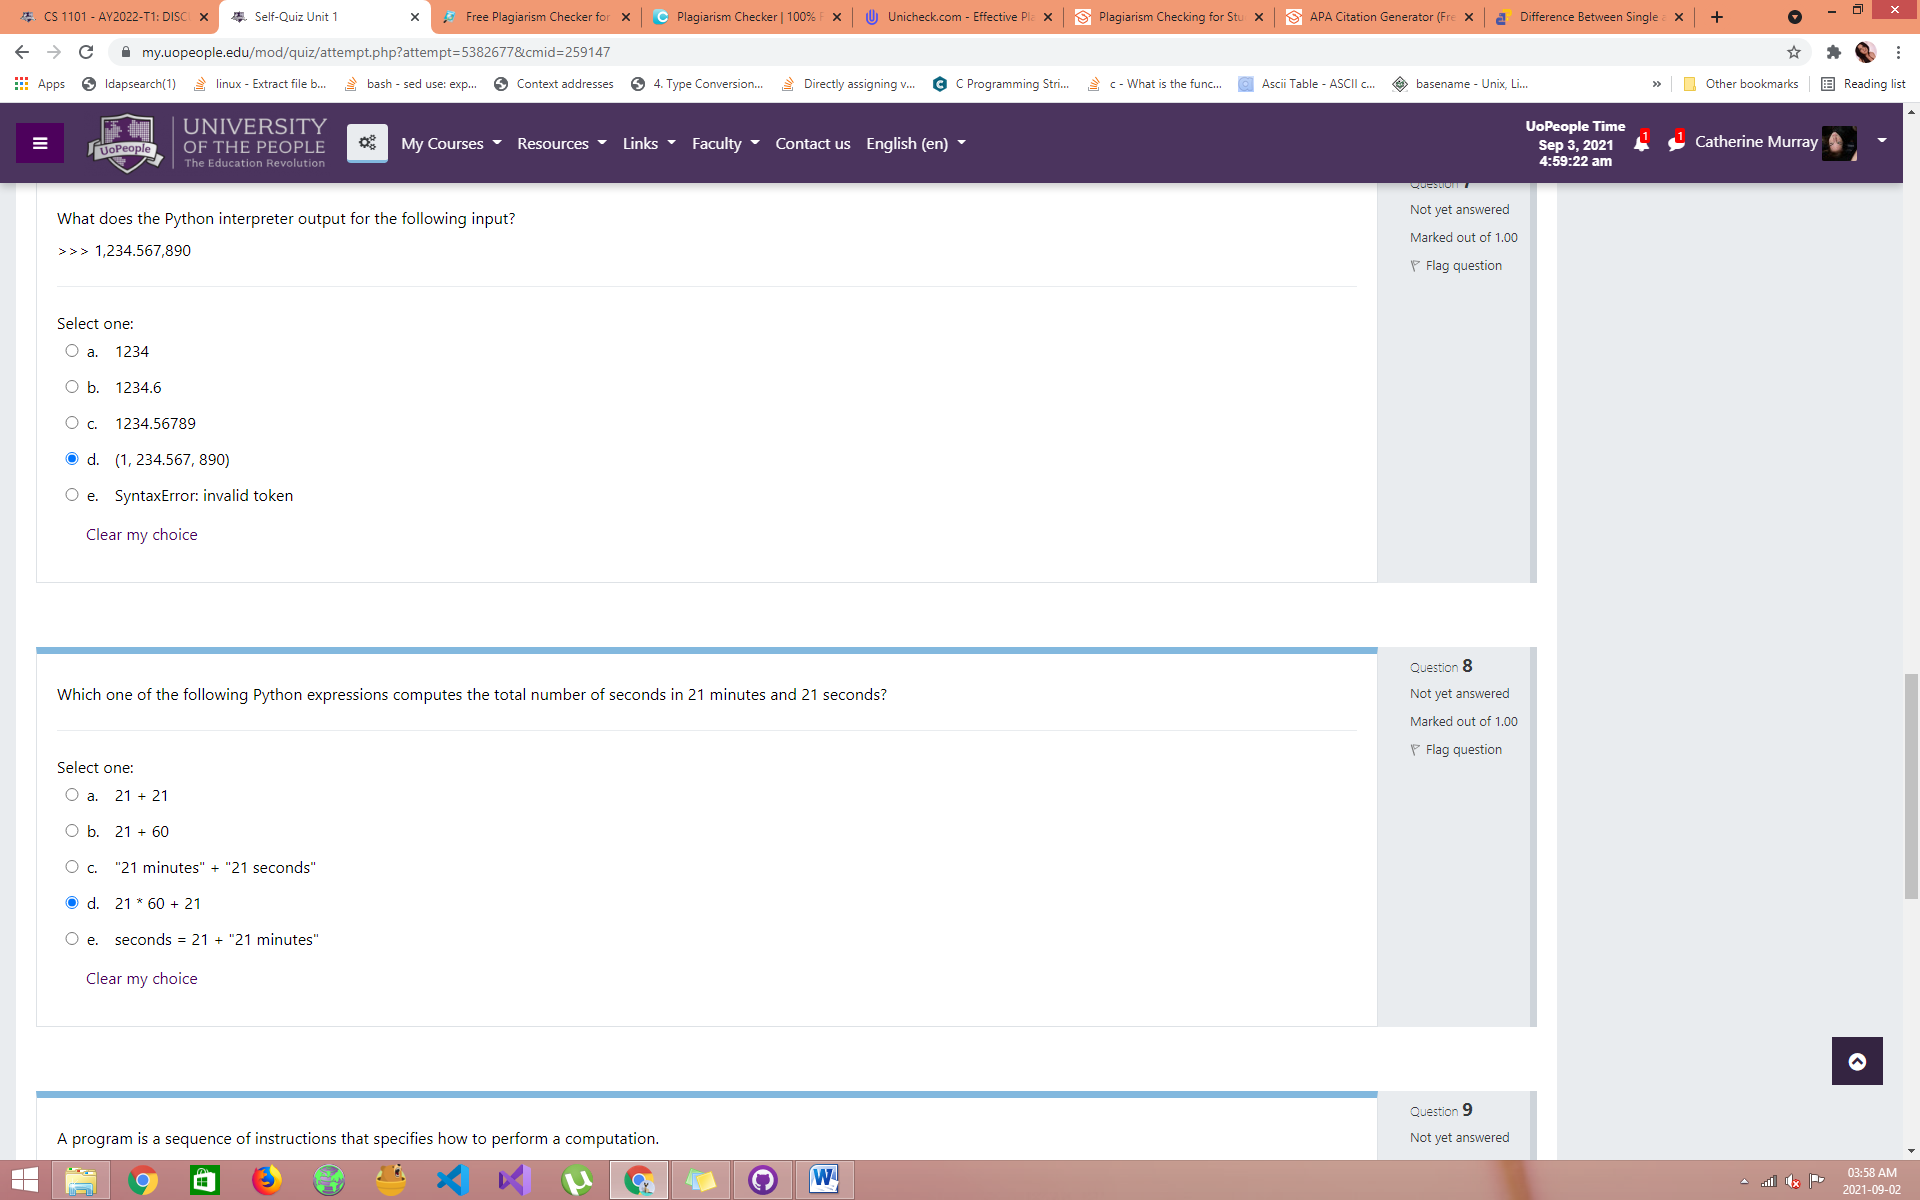 CS 1101 - AY2022-T1: DISC
Self-Quiz Unit 1
Free Plagiarism Checker for
Plagiarism Checker | 100% F
Unicheck.com - Effective Pla
Plagiarism Checking for Stu
APA Citation Generator (Fre
Difference Between Single a
my.uopeople.edu/mod/quiz/attempt.php?attempt=5382677&cmid=259147
Apps
ldapsearch(1)
linux - Extract file b...
bash - sed use: exp...
Context addresses
4. Type Conversion...
Directly assigning v...
C Programming Stri...
c - What is the func...
Ascii Table - ASCII c...
basename - Unix, Li...
»
Other bookmarks
Reading list
UoPeople
UNIVERSITY
OF THE PEOPLE
The Education Revolution
My Courses
Resources
Links
Faculty
Contact us
English (en)
UoPeople Time
Sep 3, 2021
4:59:22 am
1
1
Catherine Murray
Question 7
Not yet answered
Marked out of 1.00
Flag question
What does the Python interpreter output for the following input?
>>> 1,234.567,890
Select one:
a. 1234
b. 1234.6
c. 1234.56789
d. (1, 234.567, 890)
e. SyntaxError: invalid token
Clear my choice
Question 8
Not yet answered
Marked out of 1.00
Flag question
Which one of the following Python expressions computes the total number of seconds in 21 minutes and 21 seconds?
Select one:
a. 21 + 21
b. 21 + 60
c. "21 minutes" + "21 seconds"
d. 21 * 60 + 21
e. seconds = 21 + "21 minutes"
Clear my choice
Question 9
Not yet answered
A program is a sequence of instructions that specifies how to perform a computation.
03:58 AM
2021-09-02